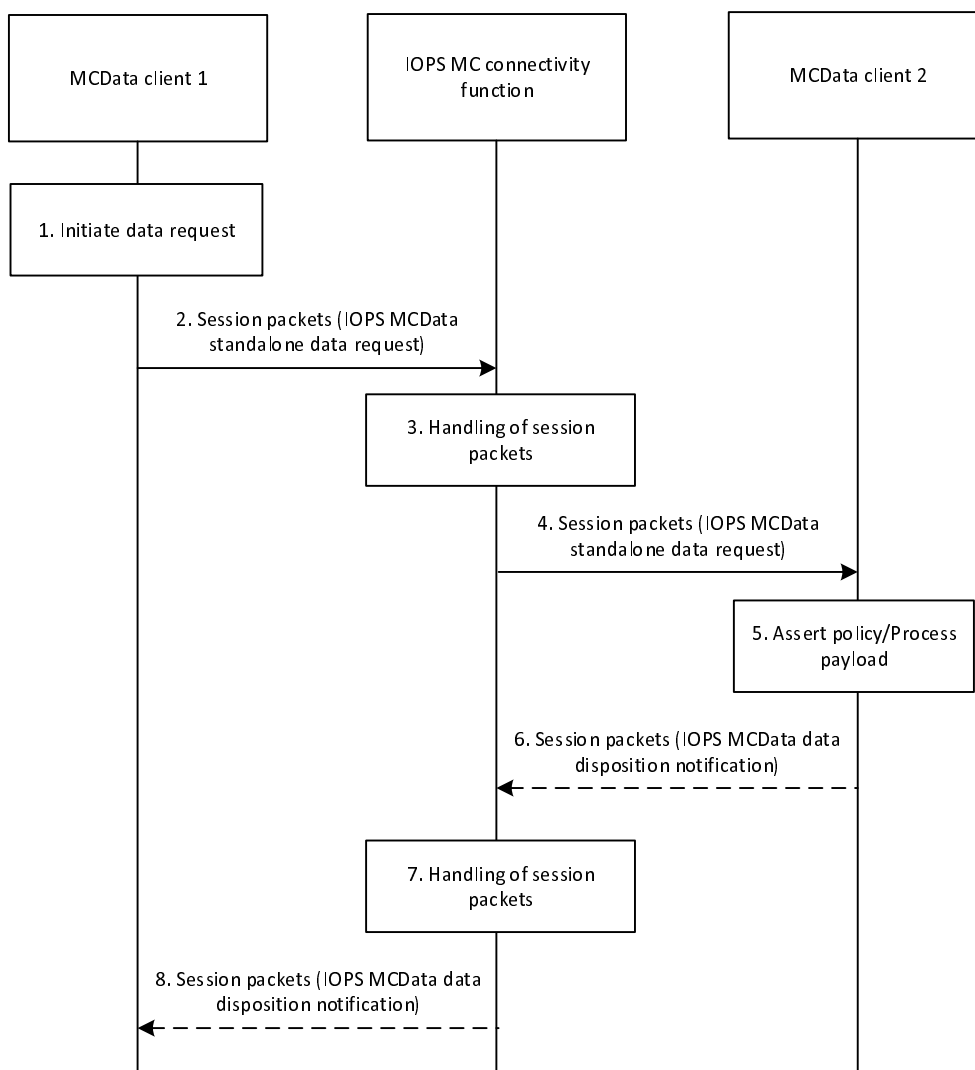 MCData client 1
IOPS MC connectivity
function
MCData client 2
1. Initiate data request
2. Session packets (IOPS MCData
standalone data request)
3. Handling of session
packets
4. Session packets (IOPS MCData
standalone data request)
5. Assert policy/Process
payload
6. Session packets (IOPS MCData data
disposition notification)
7. Handling of session
packets
8. Session packets (IOPS MCData data
disposition notification)